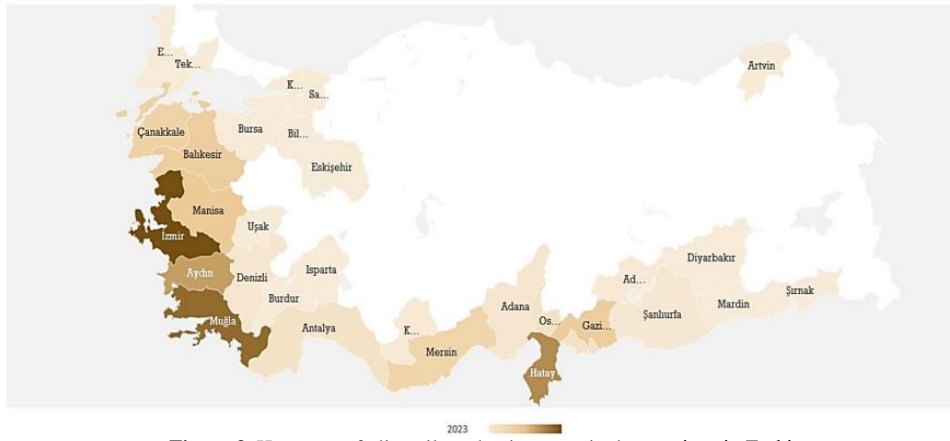 E...
Tek...
Artvin
K...
Sa...
Çanakkale
Bursa
Bil...
Balıkesir
Eskişehir
Manisa
Uşak
İzmir
Diyarbakır
Aydın
Denizli
Isparta
Ad...
Şırnak
Burdur
Adana
Mardin
Şanlıurfa
Muğla
Antalya
K...
Os...
Gazi...
Mersin
Hatay
2023